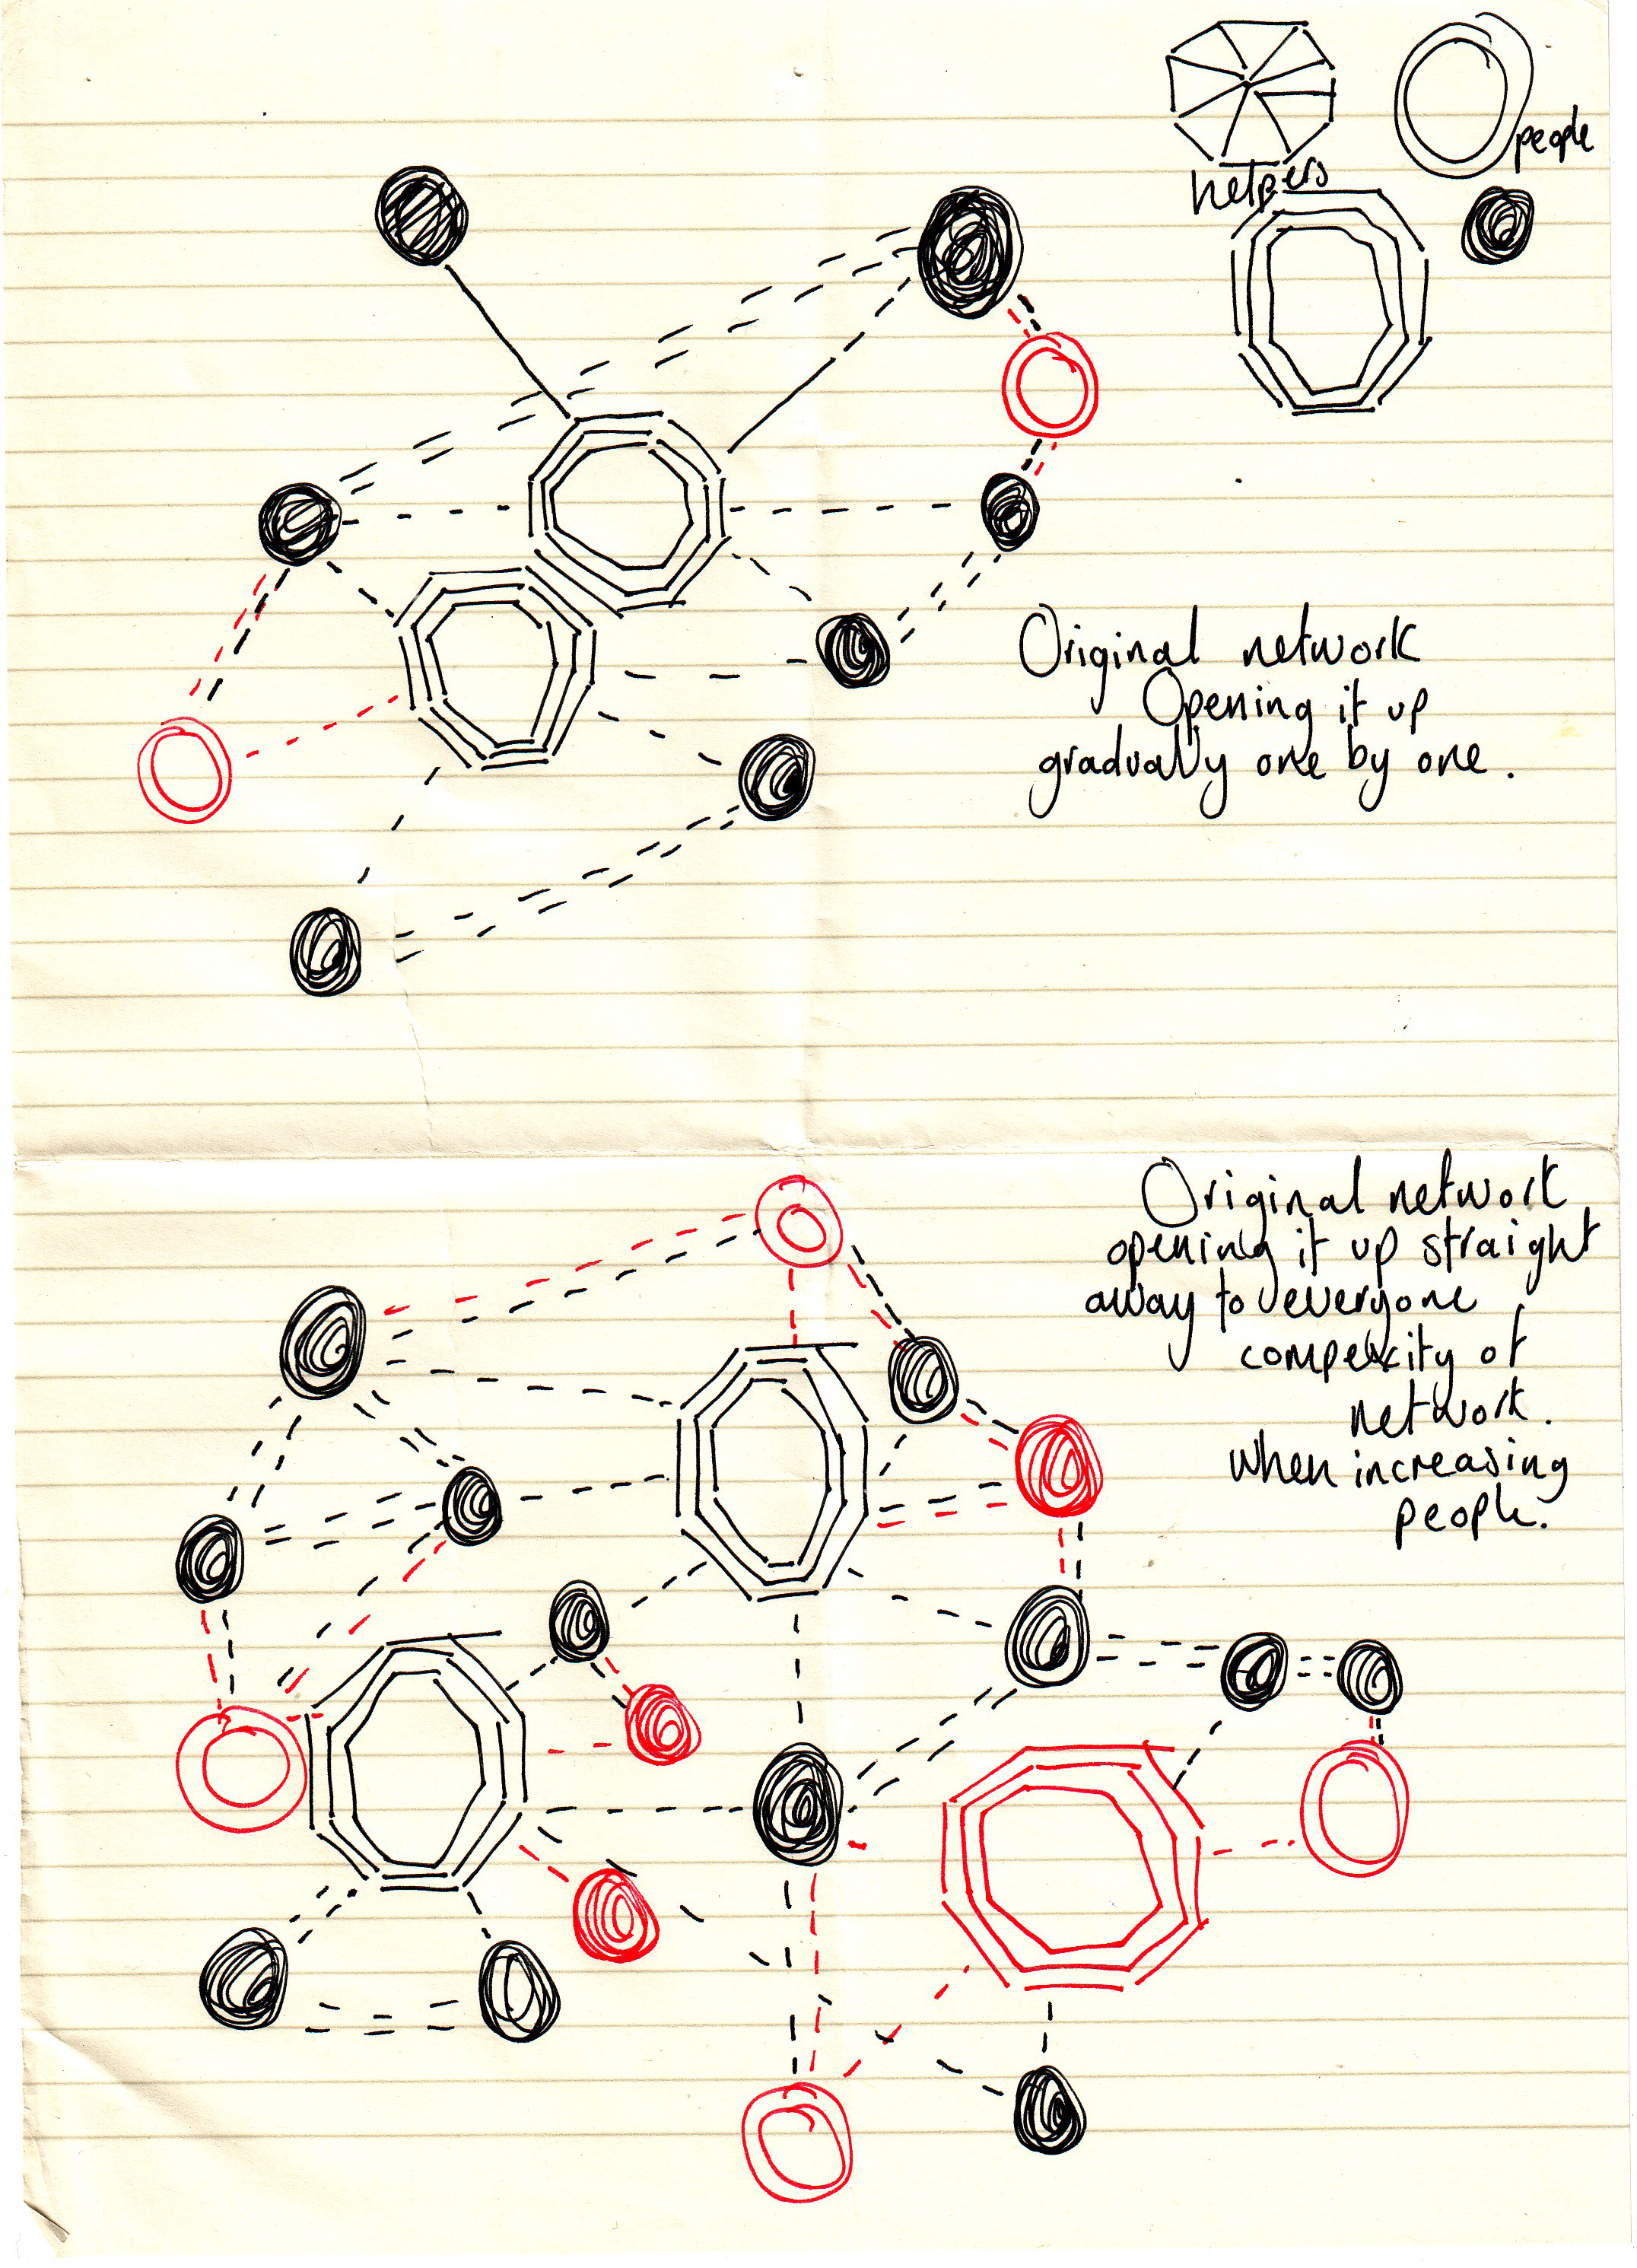 people
helpers
Original network
Opening it up
gradually one by one.
Original network
opening it up straight
away to everyone
compexcity of
network.
when increasing
people.